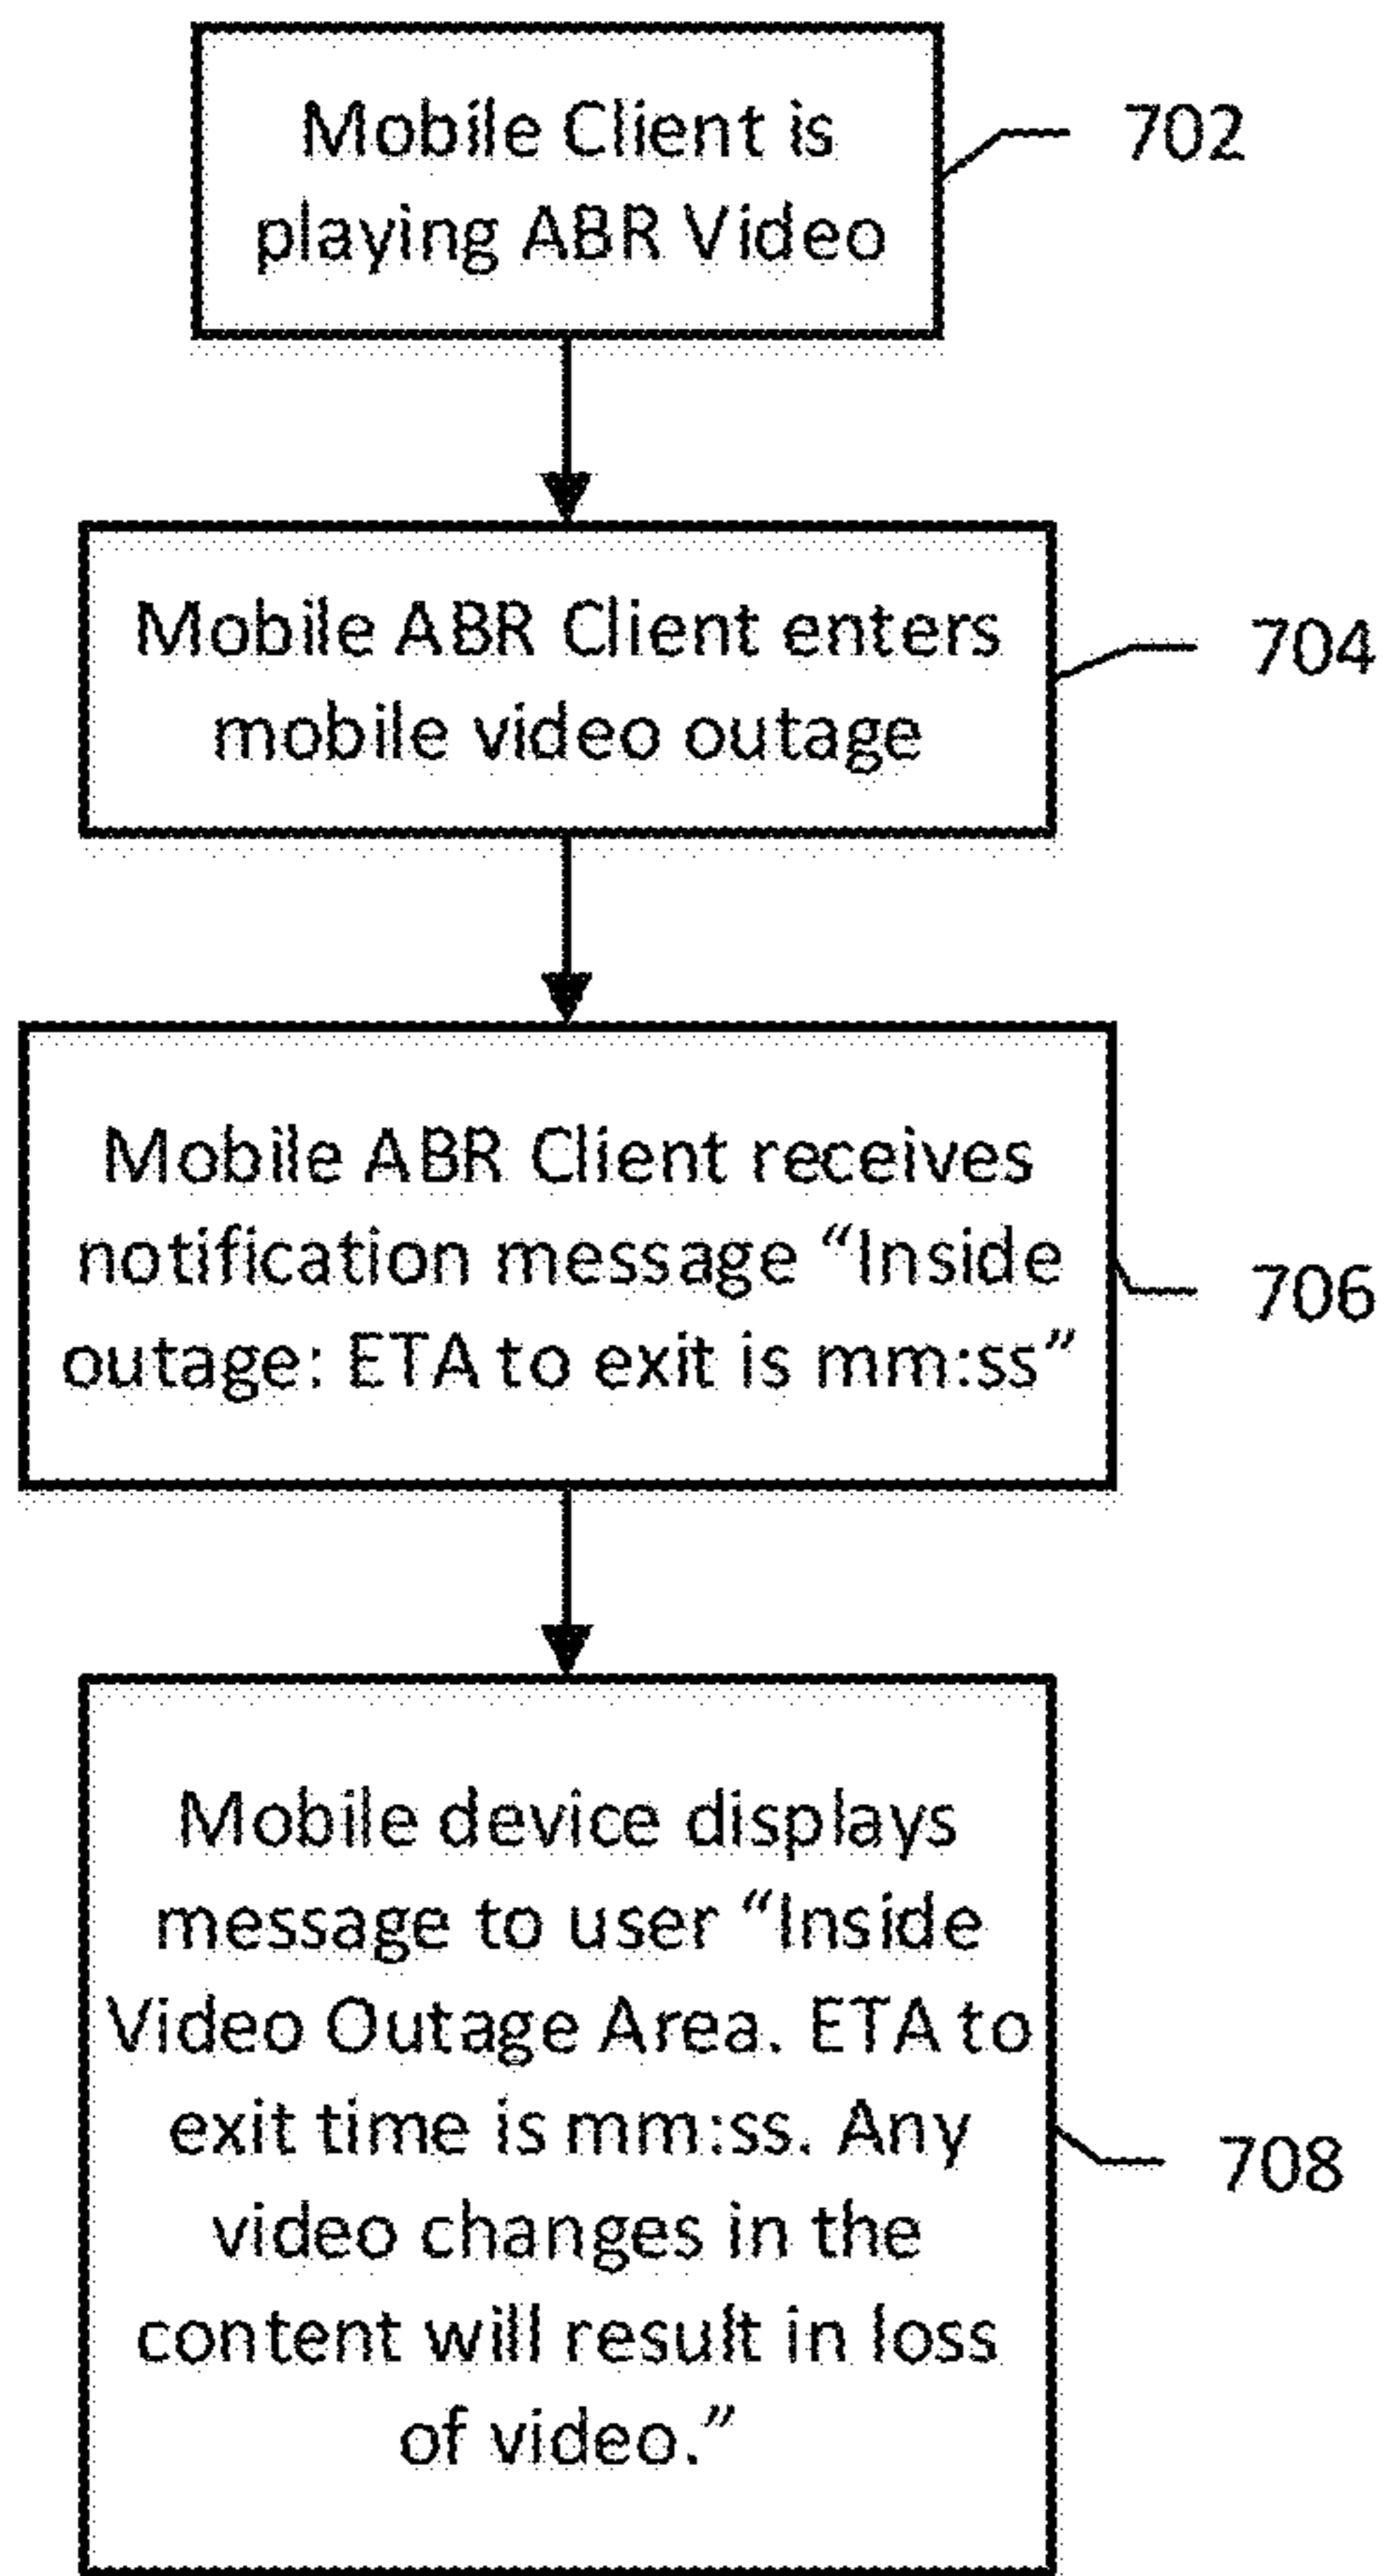 Mobile Client is
playing ABR Video
702
Mobile ABR Client enters
mobile video outage
704
Mobile ABR Client receives
notification message “Inside
outage: ETA to exit is mm:ss”
706
Mobile device displays
message to user “Inside
Video Outage Area. ETA to
exit time is mm:ss. Any
video changes in the
content will result in loss
of video.”
708